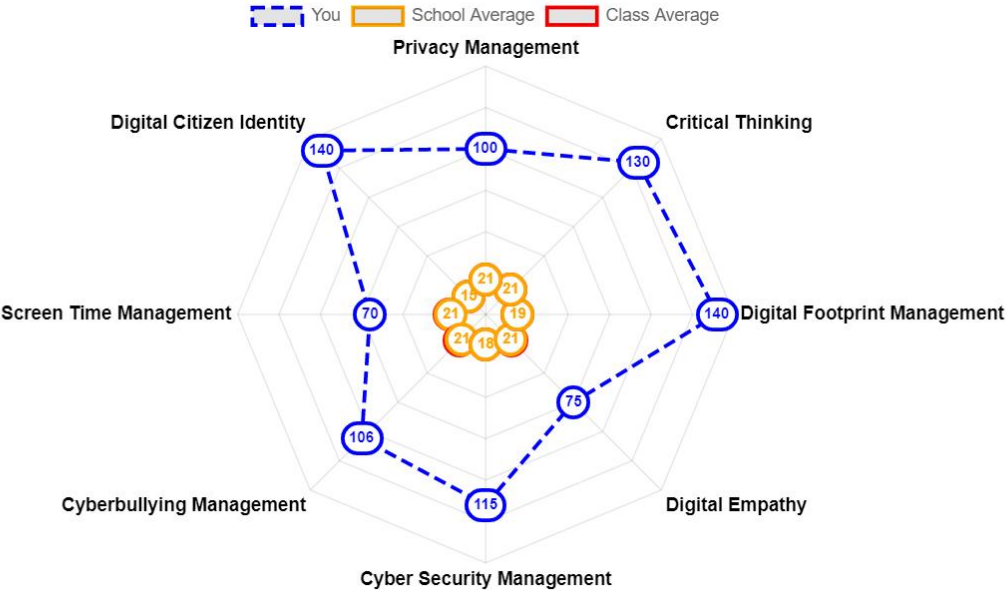 You School Average Class Average
Privacy Management
Digital Citizen Identity
Critical Thinking
140
100
130
21
15
21
Screen Time Management
70
21
19
140
Digital Footprint Management
21
18
21
75
106
115
Cyberbullying Management
Digital Empathy
Cyber Security Management